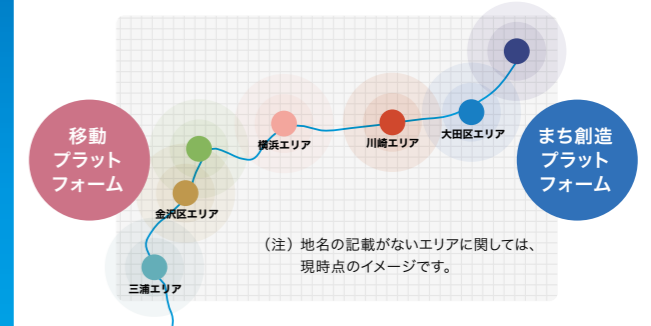 移動
プラット
フォーム
横浜エリア
川崎エリア
大田区エリア
まち創造
プラット
フォーム
金沢区エリア
三浦エリア
（注）地名の記載がないエリアに関しては、
現時点のイメージです。